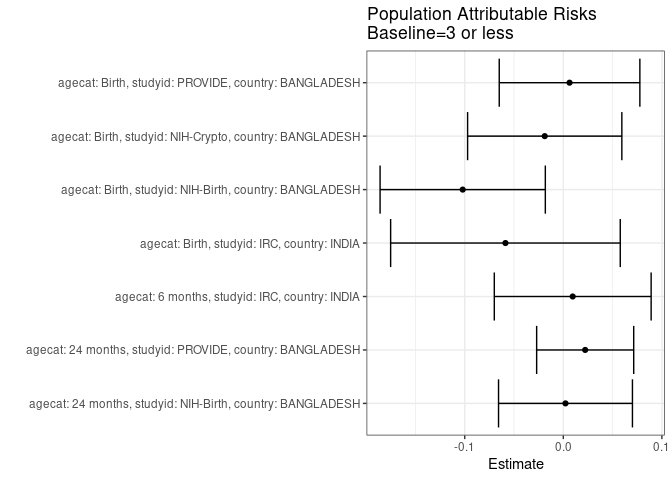 Population Attributable Risks
Baseline=3 or less
agecat: Birth, studyid: PROVIDE, country: BANGLADESH
agecat: Birth, studyid: NIH-Crypto, country: BANGLADESH
agecat: Birth, studyid: NIH-Birth, country: BANGLADESH
agecat: Birth, studyid: IRC, country: INDIA
agecat: 6 months, studyid: IRC, country: INDIA
agecat: 24 months, studyid: PROVIDE, country: BANGLADESH
agecat: 24 months, studyid: NIH-Birth, country: BANGLADESH
-0.1 0.0 0.1
Estimate